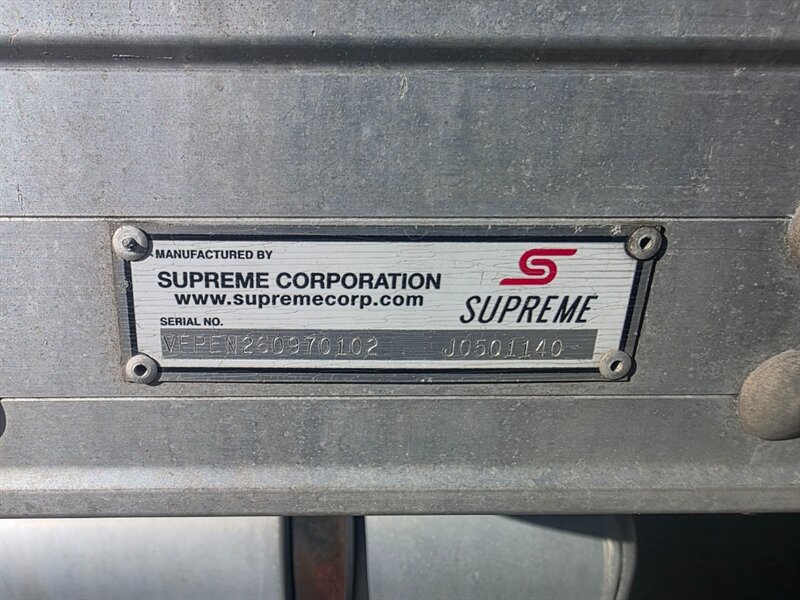 MANUFACTURED BY
SUPREME CORPORATION
www.supremecorp.com
SUPREME
SERIAL NO.
VFPEN260970102 J0501140